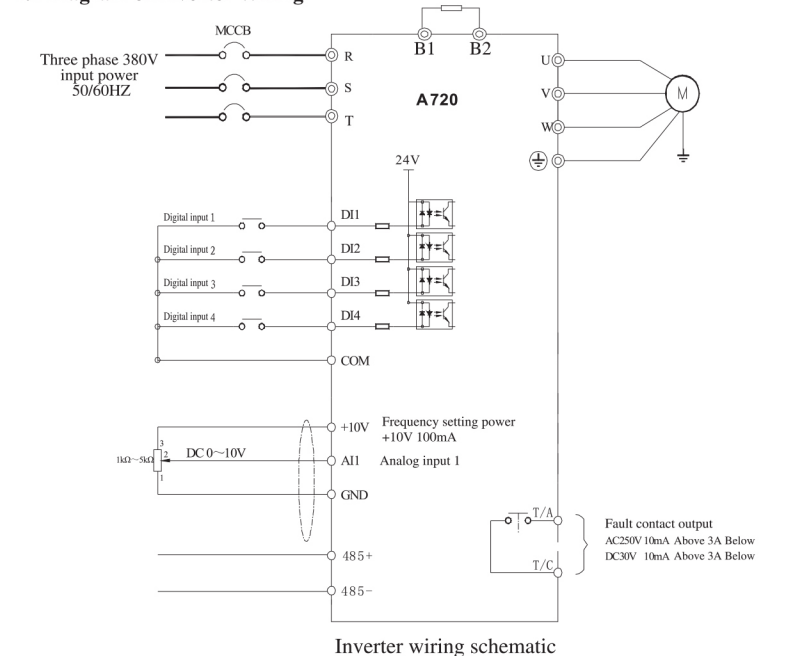 MCCB
B1 B2
Three phase 380V
input power
50/60HZ
R
S
T
A720
U
V
W
M
24V
Digital input 1
DI1
Digital input 2
DI2
Digital input 3
DI3
Digital input 4
DI4
COM
+10V
Frequency setting power
+10V 100mA
3
1kΩ~5kΩ
2
DC 0~10V
AI1
Analog input 1
1
GND
T/A
Fault contact output
AC250V 10mA Above 3A Below
DC30V 10mA Above 3A Below
T/C
485+
485-
Inverter wiring schematic